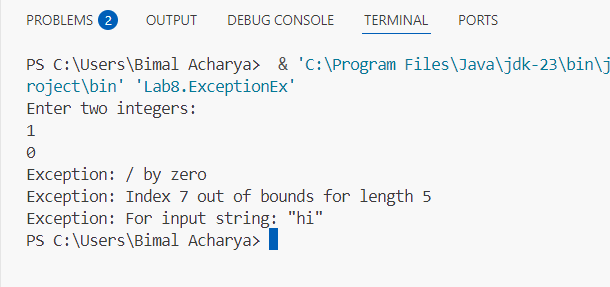 PROBLEMS 2 OUTPUT DEBUG CONSOLE TERMINAL PORTS
PS C:\Users\Bimal Acharya>  & 'C:\Program Files\Java\jdk-23\bin\j
roject\bin' 'Lab8.ExceptionEx'
Enter two integers:
1
0
Exception: / by zero
Exception: Index 7 out of bounds for length 5
Exception: For input string: "hi"
PS C:\Users\Bimal Acharya>